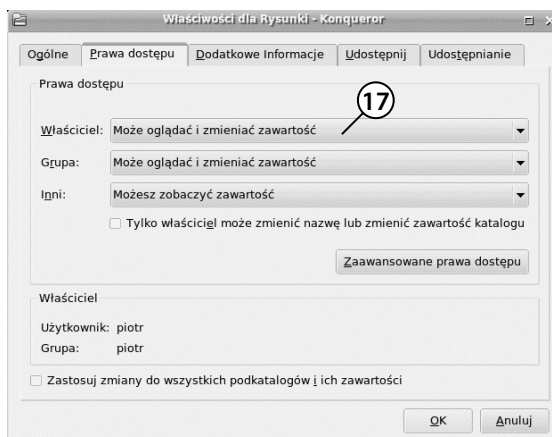 Właściwości dla Rysunki - Konqueror
Ogólne Prawa dostępu Dodatkowe Informacje Udostępnij Udostępnianie
Prawa dostępu
17
Właściciel: Może oglądać i zmieniać zawartość
Grupa: Może oglądać i zmieniać zawartość
Inni: Możesz zobaczyć zawartość
Tylko właściciel może zmienić nazwę lub zmienić zawartość katalogu
Zaawansowane prawa dostępu
Właściciel
Użytkownik: piotr
Grupa: piotr
Zastosuj zmiany do wszystkich podkatalogów i ich zawartości
OK Anuluj